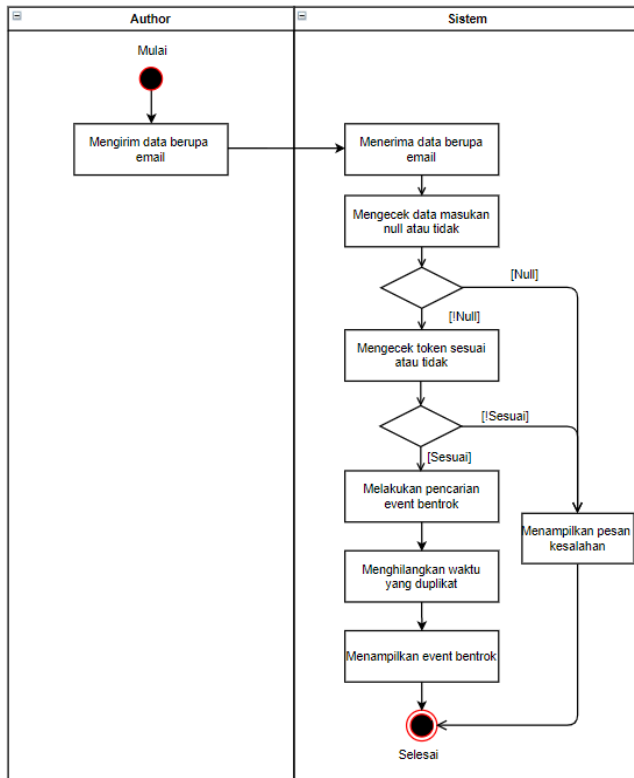 Author
Sistem
Mulai
Mengirim data berupa
email
Menerima data berupa
email
Mengecek data masukan
null atau tidak
[Null]
[!Null]
Mengecek token sesuai
atau tidak
[!Sesuai]
[Sesuai]
Melakukan pencarian
event bentrok
Menampilkan pesan
kesalahan
Menghilangkan waktu
yang duplikat
Menampilkan event bentrok
Selesai